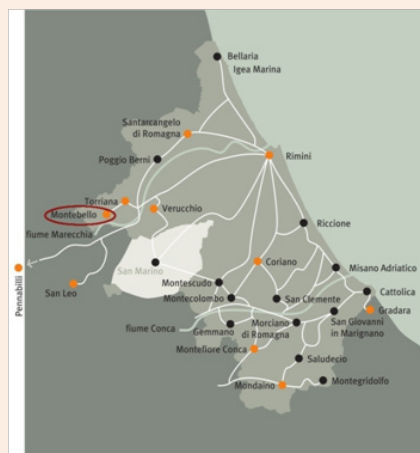 Bellaria
Igea Marina
Santarcangelo
di Romagna
Poggio Berni
Rimini
Torriana
Montebello
Verucchio
fiume Marecchia
Riccione
San Marino
Coriano
Misano Adriatico
Pennabilli
San Leo
Montescudo
Montecolombo
San Clemente
Cattolica
Gradara
fiume Conca
Gemmano
Morciano
di Romagna
San Giovanni
in Marignano
Montefiore Conca
Saludecio
Mondaino
Montegridolfo